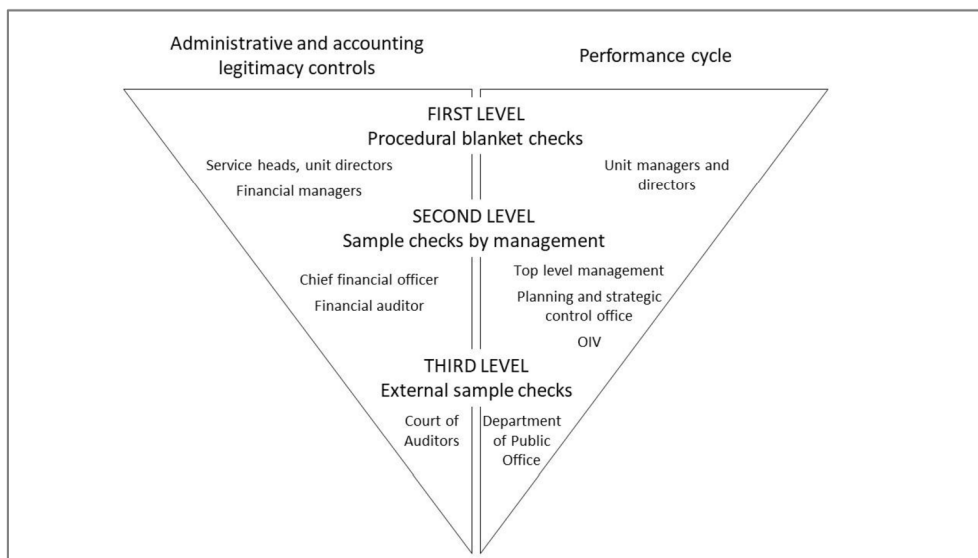 Administrative and accounting
legitimacy controls
Performance cycle
FIRST LEVEL
Procedural blanket checks
Service heads, unit directors
Financial managers
Unit managers and
directors
SECOND LEVEL
Sample checks by management
Chief financial officer
Financial auditor
Top level management
Planning and strategic
control office
OIV
THIRD LEVEL
External sample checks
Court of
Auditors
Department
of Public
Office